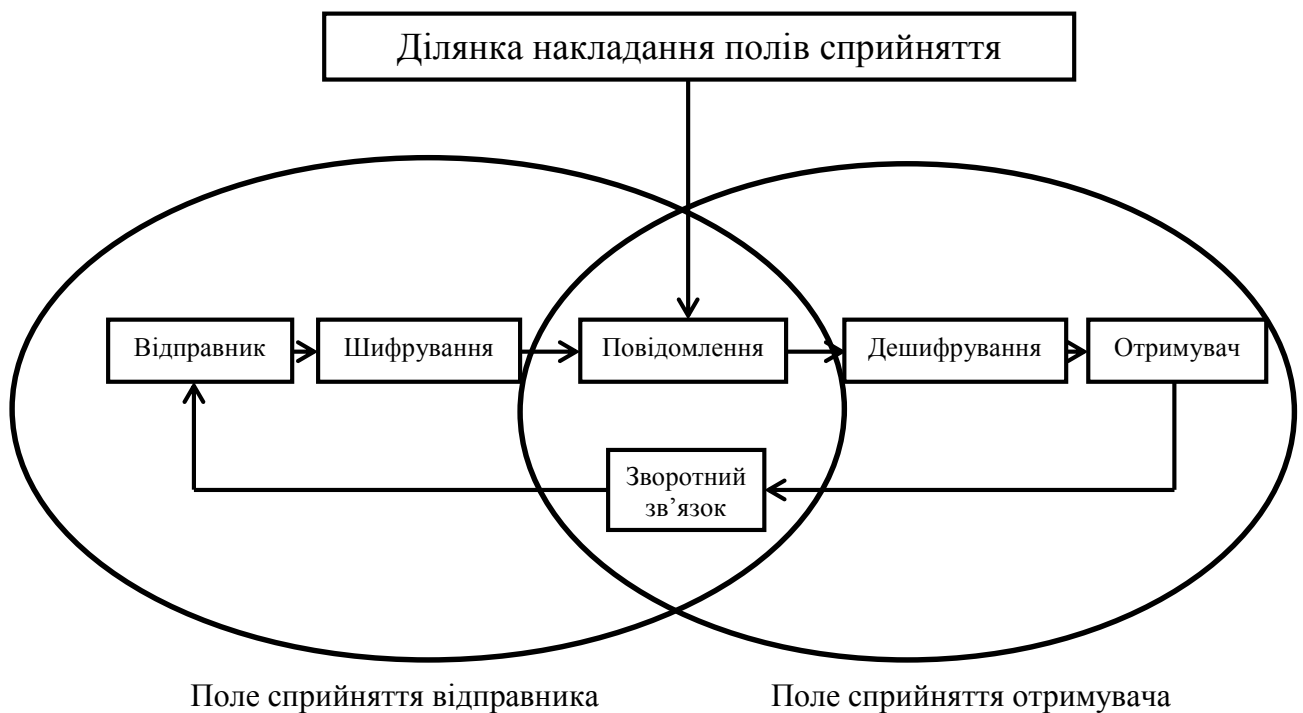 Ділянка накладання полів сприйняття
Відправник
Шифрування
Повідомлення
Дешифрування
Отримувач
Зворотний
зв’язок
Поле сприйняття відправника
Поле сприйняття отримувача